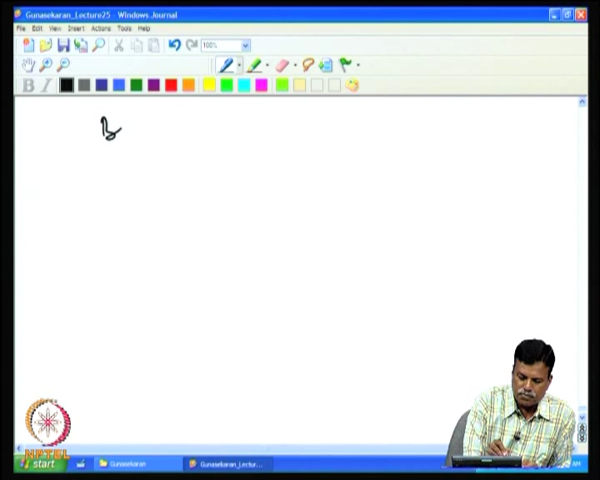 Gunasekaran_Lecture25 - Windows Journal
File Edit View Insert Actions Tools Help
100%
B I
NPTEL
start Gunasekaran Gunasekaran_Lectur...